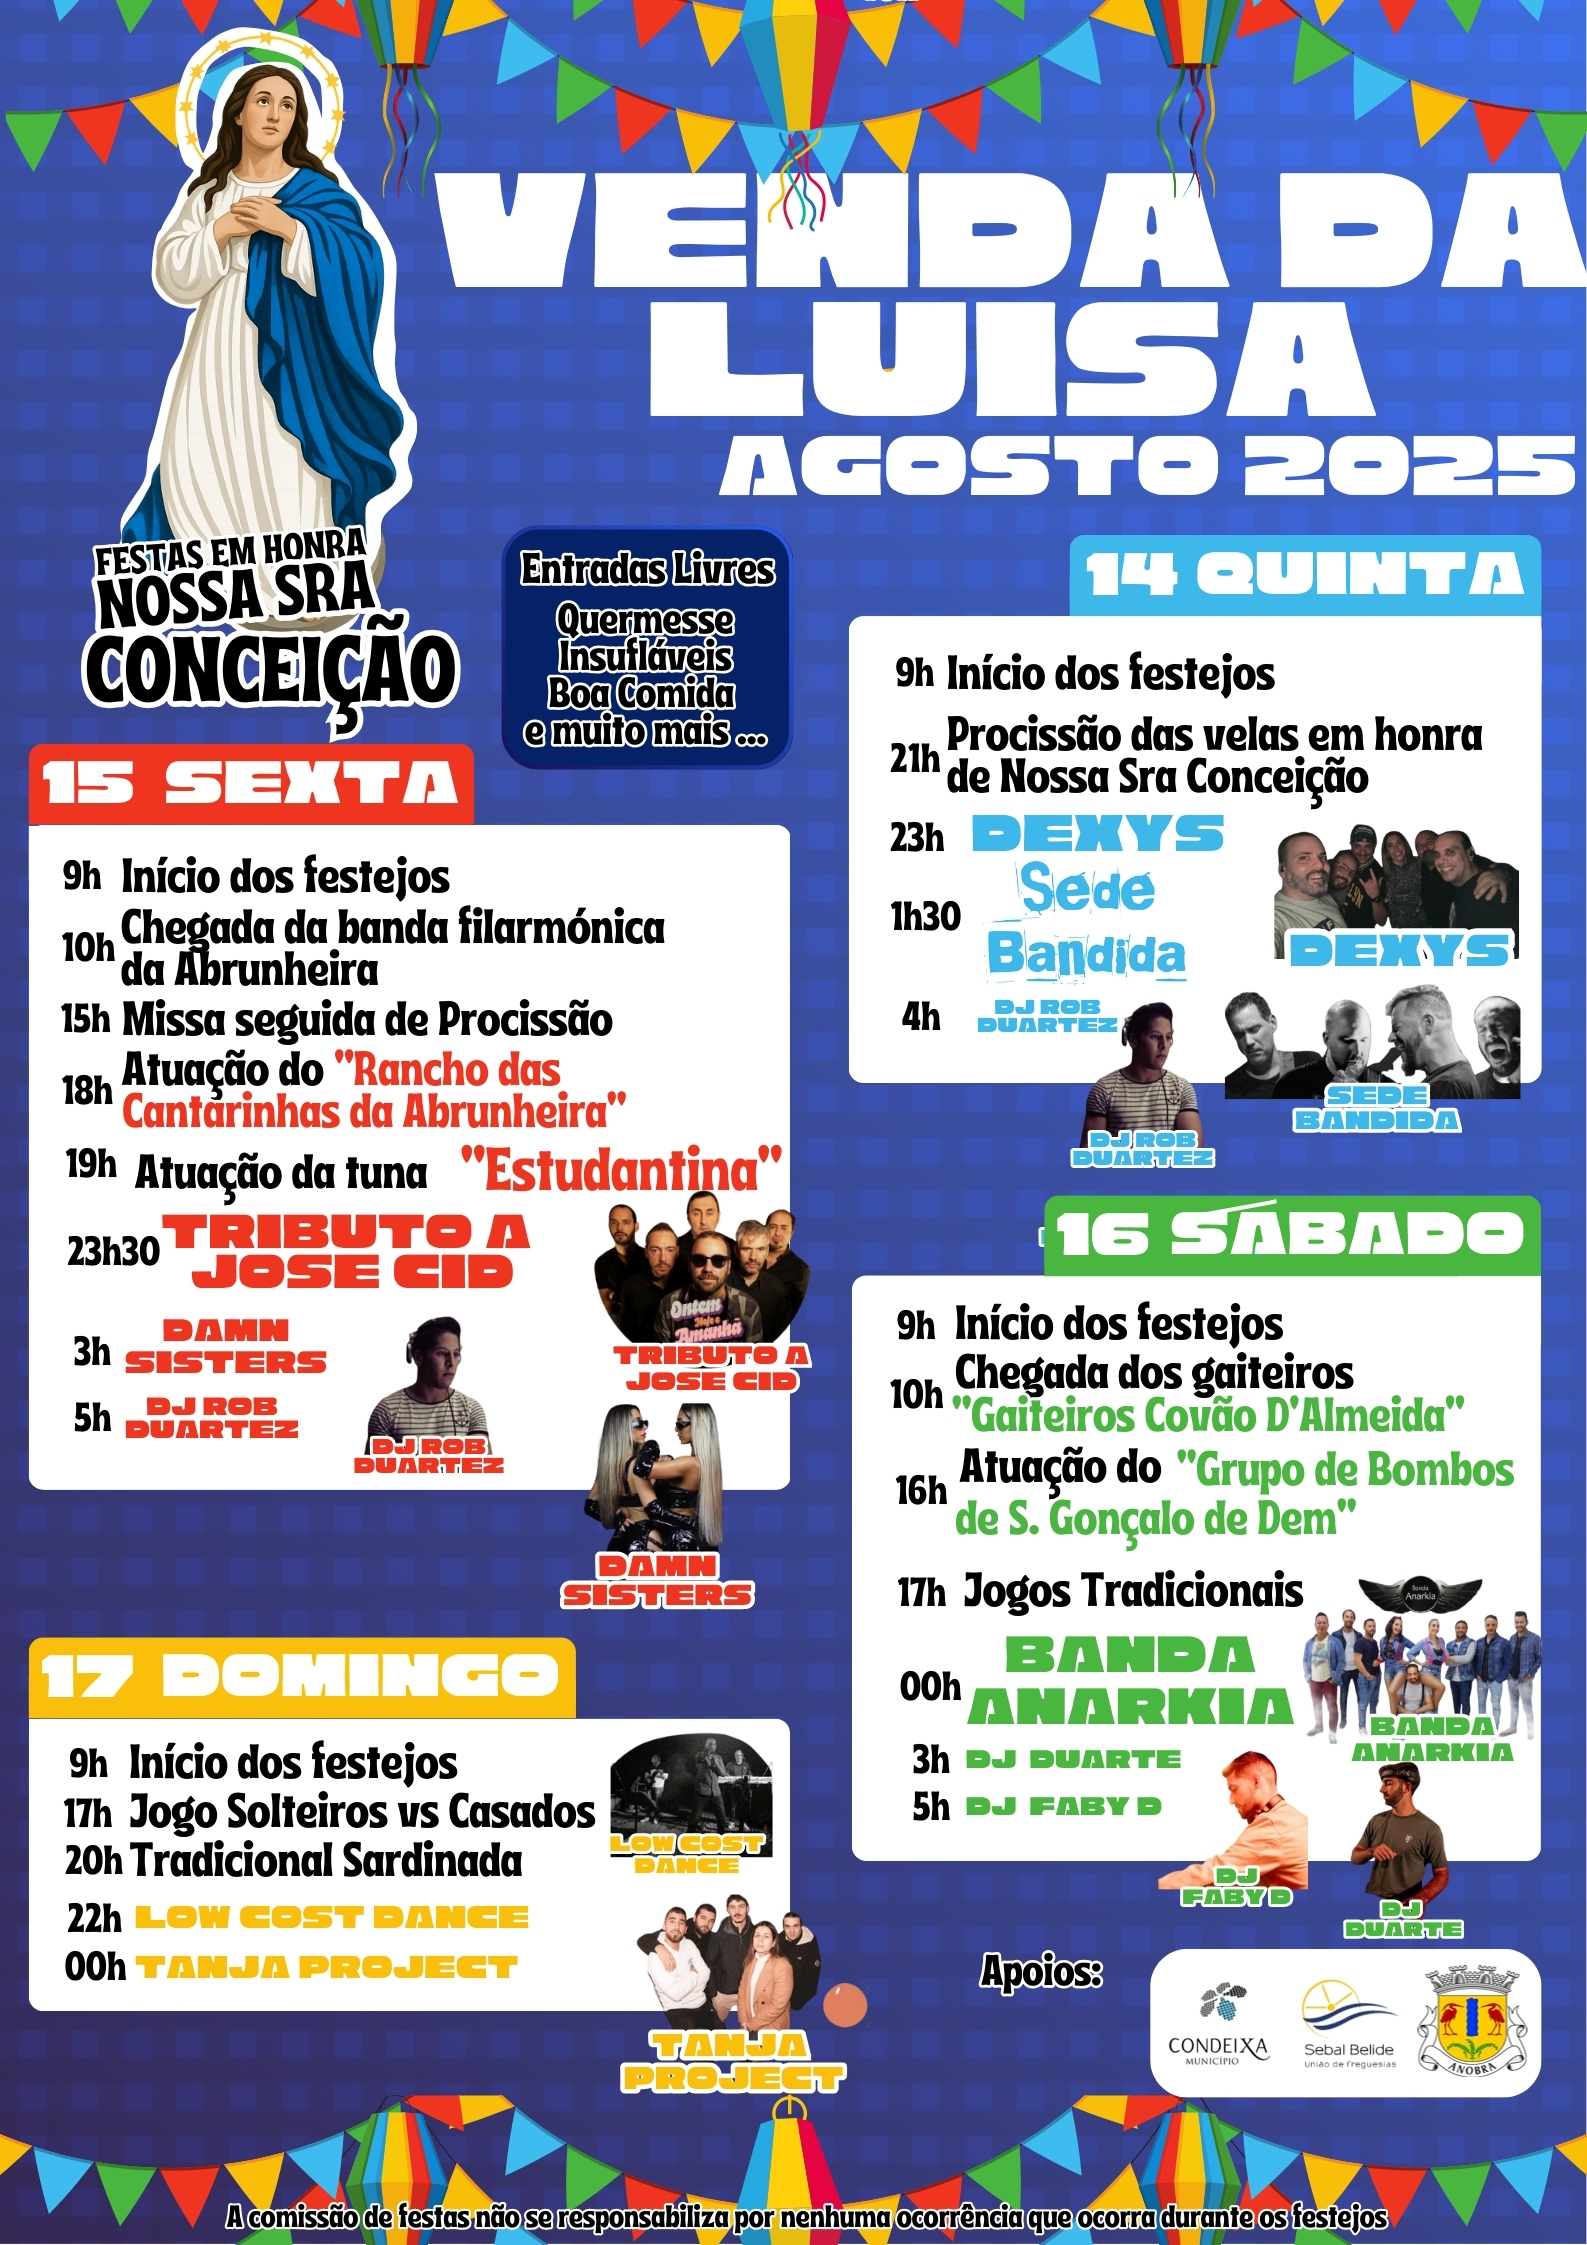 VENDA DA
LUISA
AGOSTO 2025
FESTAS EM HONRA
NOSSA SRA
CONCEIÇÃO
Entradas Livres
Quermesse
Insufláveis
Boa Comida
e muito mais ...
14 QUINTA
9h Início dos festejos
21h Procissão das velas em honra
de Nossa Sra Conceição
23h DEXYS
1h30 Sede
Bandida
4h DJ ROB
DUARTEZ
DEXYS
SEDE
BANDIDA
DJ ROB
DUARTEZ
15 SEXTA
9h Início dos festejos
10h Chegada da banda filarmónica
da Abrunheira
15h Missa seguida de Procissão
18h Atuação do "Rancho das
Cantarinhas da Abrunheira"
19h Atuação da tuna "Estudantina"
23h30 TRIBUTO A
JOSE CID
3h DAMN
SISTERS
5h DJ ROB
DUARTEZ
Ontem
Hoje e
Amanhã
TRIBUTO A
JOSE CID
DJ ROB
DUARTEZ
DAMN
SISTERS
16 SÁBADO
9h Início dos festejos
10h Chegada dos gaiteiros
"Gaiteiros Covão D'Almeida"
16h Atuação do "Grupo de Bombos
de S. Gonçalo de Dem"
17h Jogos Tradicionais
00h BANDA
ANARKIA
3h DJ DUARTE
5h DJ FABY D
Banda
Anarkia
BANDA
ANARKIA
DJ
FABY D
DJ
DUARTE
17 DOMINGO
9h Início dos festejos
17h Jogo Solteiros vs Casados
20h Tradicional Sardinada
22h LOW COST DANCE
00h TANJA PROJECT
LOW COST
DANCE
TANJA
PROJECT
Apoios:
CONDEIXA
MUNICÍPIO
Sebal Belide
União de Freguesias
ANOBRA
A comissão de festas não se responsabiliza por nenhuma ocorrência que ocorra durante os festejos